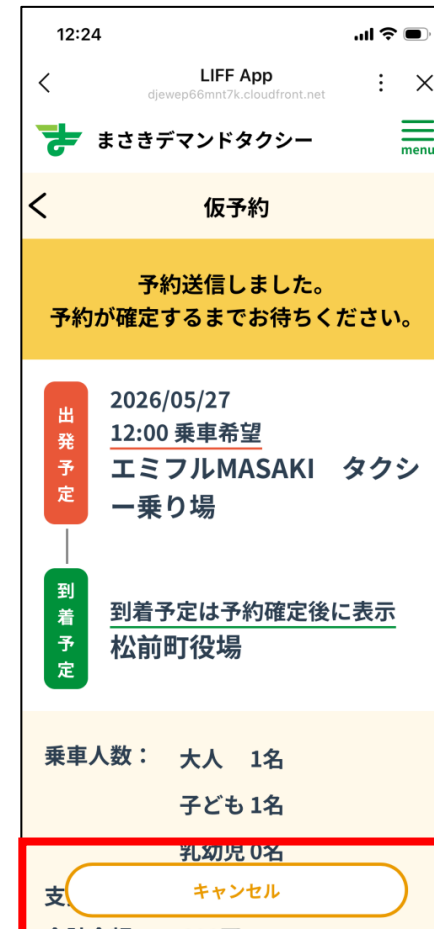 12:24
LIFF App
djewep66mnt7k.cloudfront.net
まさきデマンドタクシー
menu
仮予約
予約送信しました。
予約が確定するまでお待ちください。
出発予定
2026/05/27
12:00 乗車希望
エミフルMASAKI　タクシ
ー乗り場
到着予定
到着予定は予約確定後に表示
松前町役場
乗車人数： 大人　1名
子ども 1名
乳幼児 0名
支
キャンセル